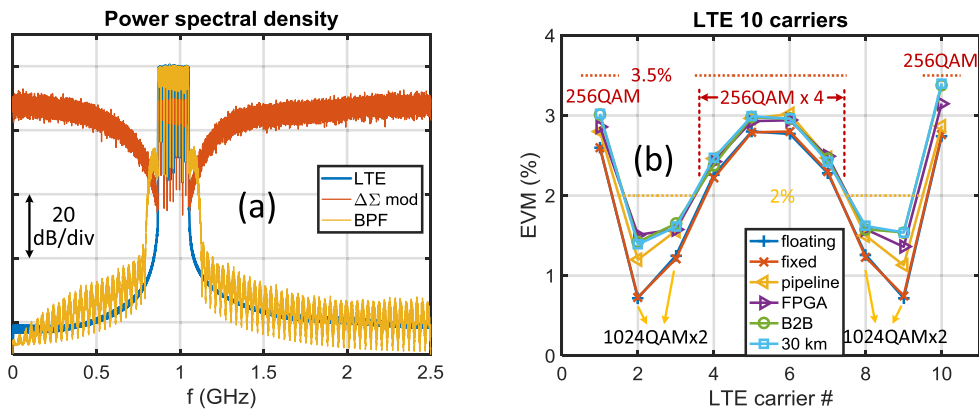 Power spectral density
20
dB/div
(a)
LTE
ΔΣ mod
BPF
0
0.5
1
1.5
2
2.5
f (GHz)
LTE 10 carriers
4
3
2
1
0
EVM (%)
256QAM
3.5%
256QAM
256QAM x 4
(b)
2%
floating
fixed
pipeline
FPGA
B2B
30 km
1024QAMx2
1024QAMx2
0
2
4
6
8
10
LTE carrier #